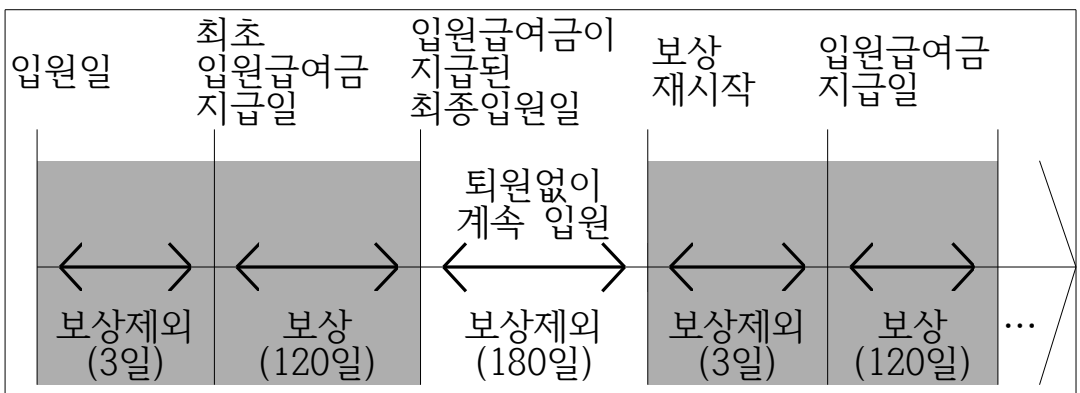 입원일
최초
입원급여금
지급일
입원급여금이
지급된
최종입원일
보상
재시작
입원급여금
지급일
퇴원없이
계속 입원
보상제외
(3일)
보상
(120일)
보상제외
(180일)
보상제외
(3일)
보상
(120일)
…